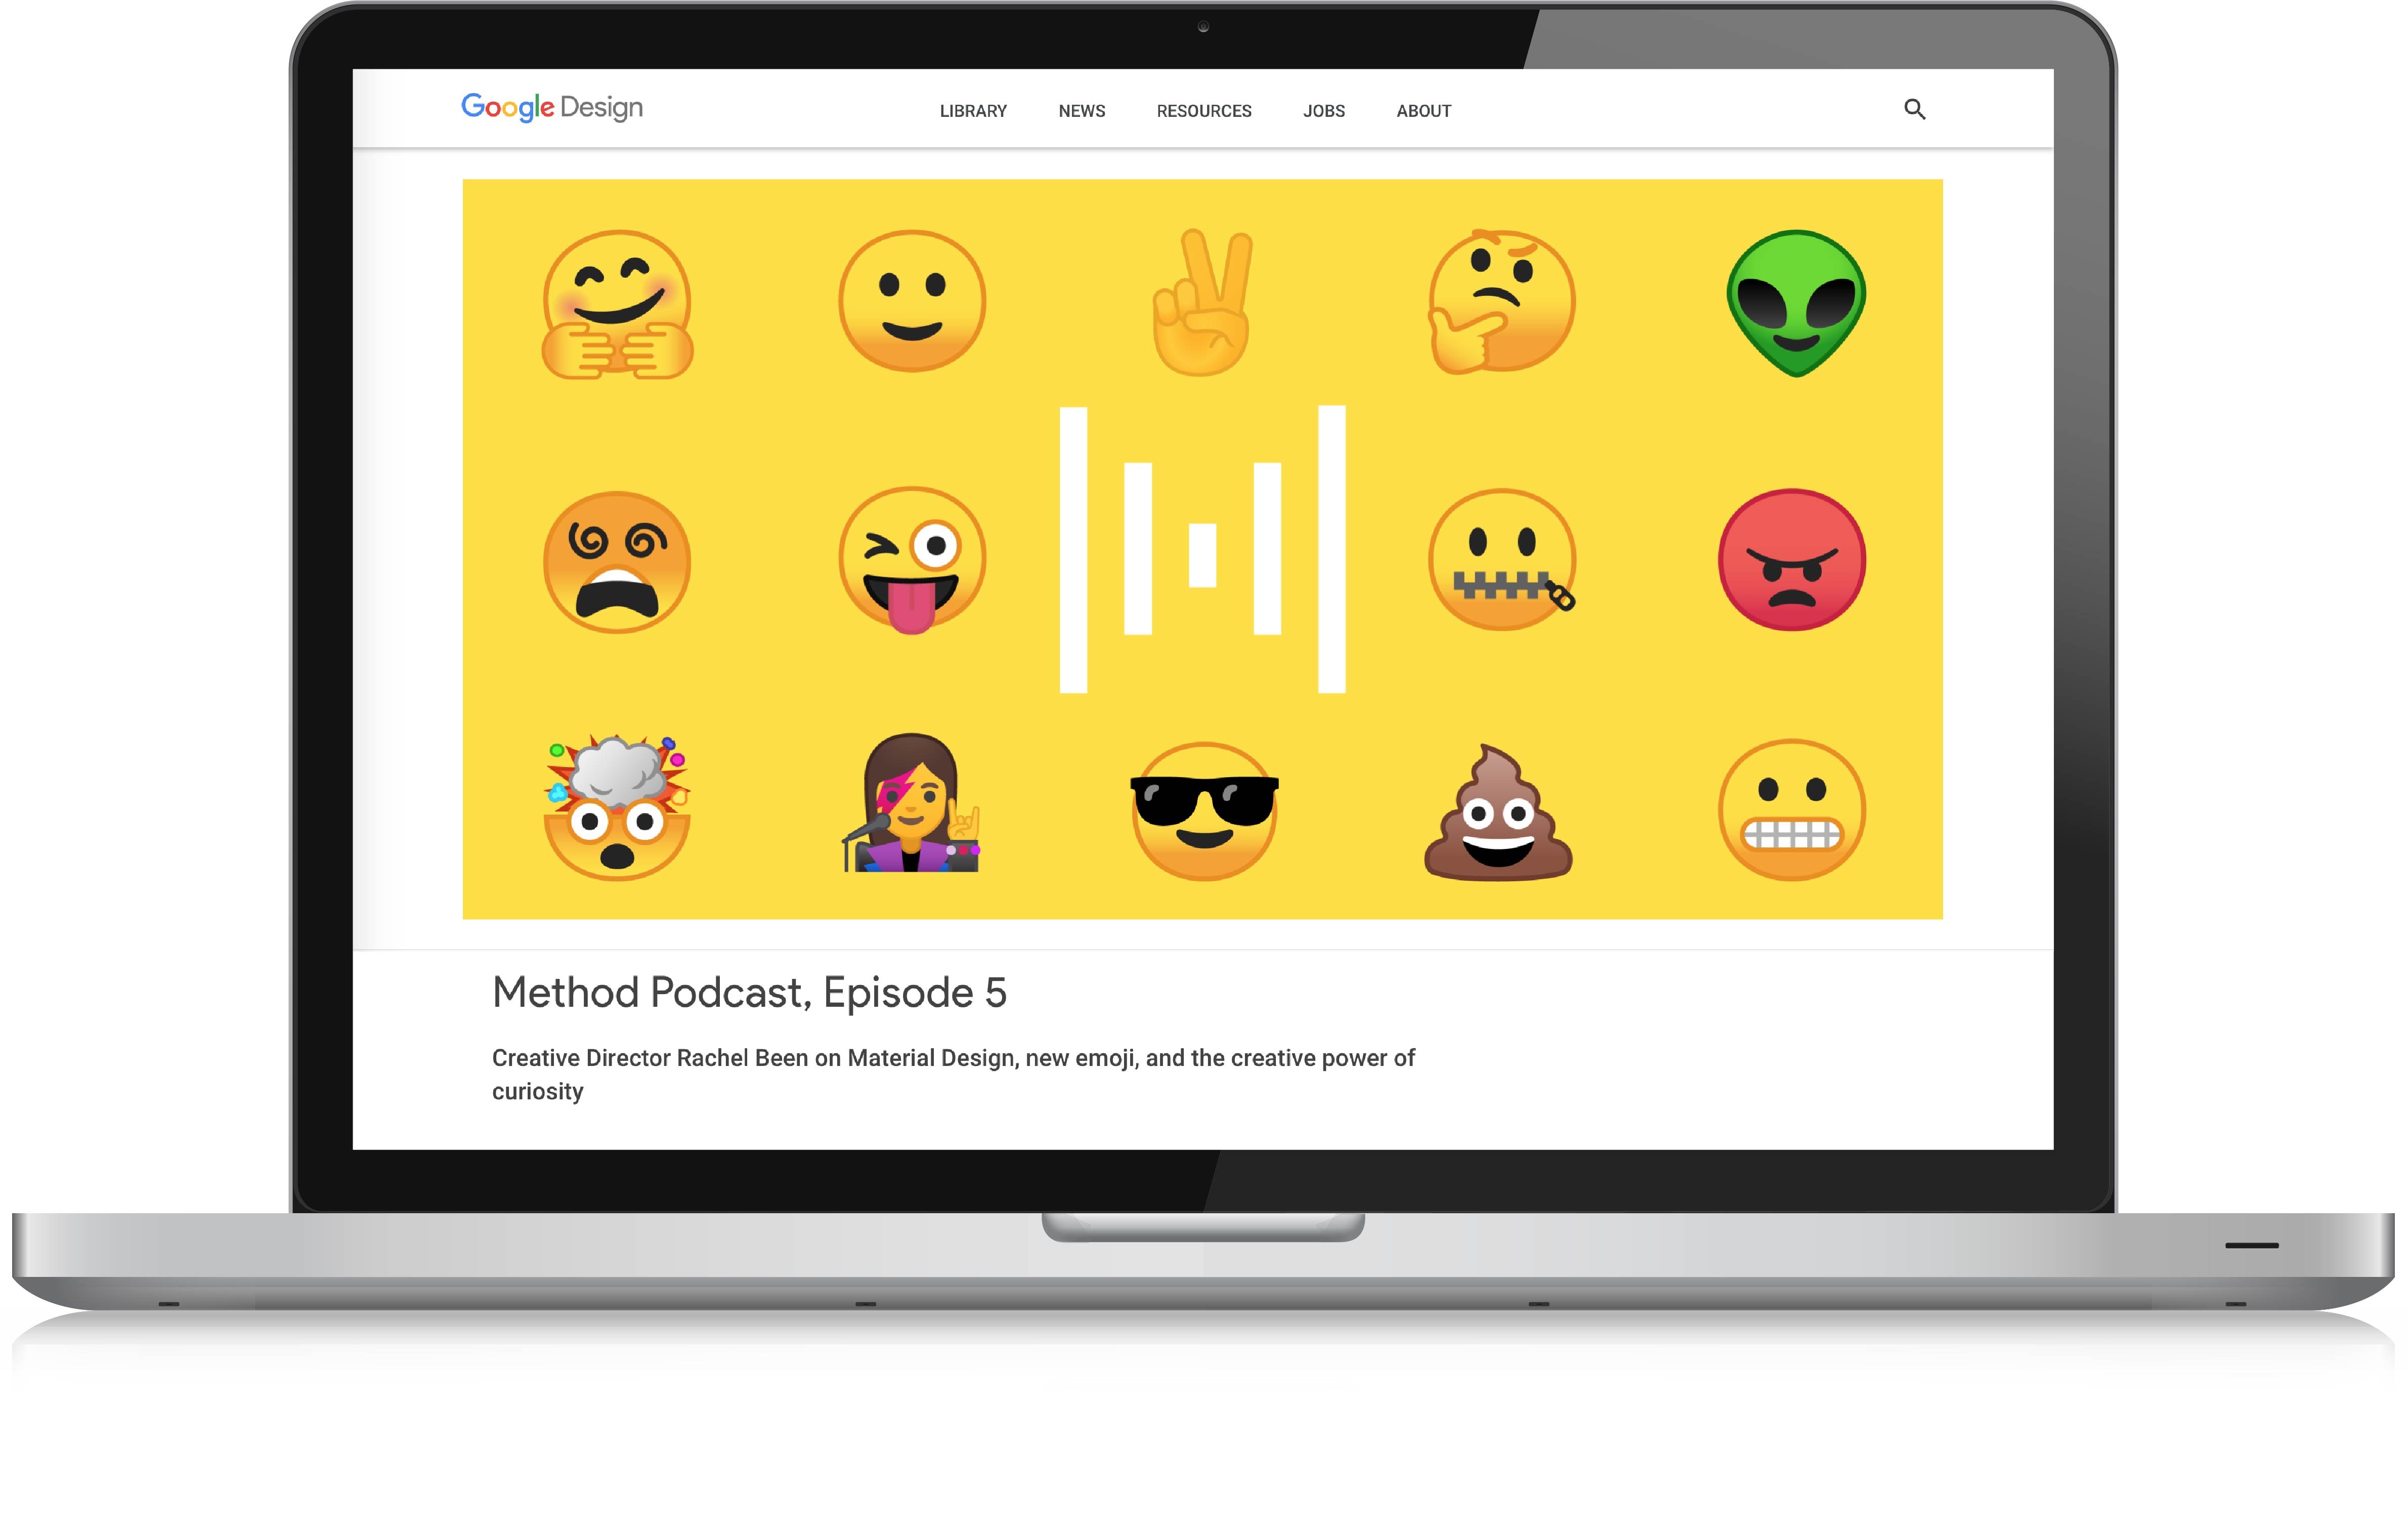 Google Design
LIBRARY NEWS RESOURCES JOBS ABOUT
Method Podcast, Episode 5
Creative Director Rachel Been on Material Design, new emoji, and the creative power of
curiosity